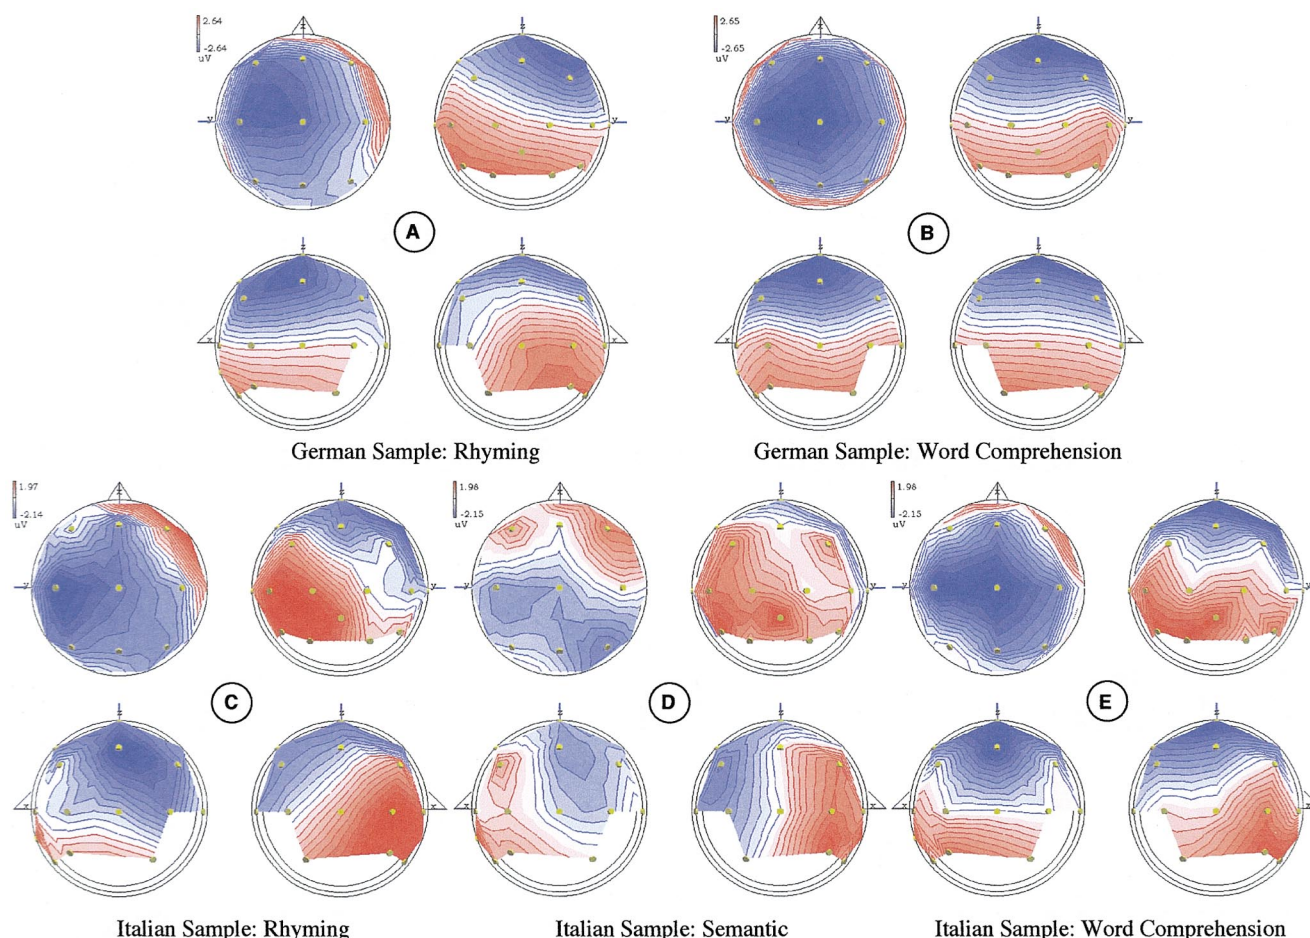 2.64
-2.64
uV
z
y
2.65
-2.65
uV
z
y
A
B
z
x
z
x
German Sample: Rhyming
German Sample: Word Comprehension
1.97
-2.14
uV
y
z
y
1.96
-2.15
uV
y
1.96
-2.15
uV
y
C
D
E
z
x
z
x
z
x
Italian Sample: Rhyming
Italian Sample: Semantic
Italian Sample: Word Comprehension